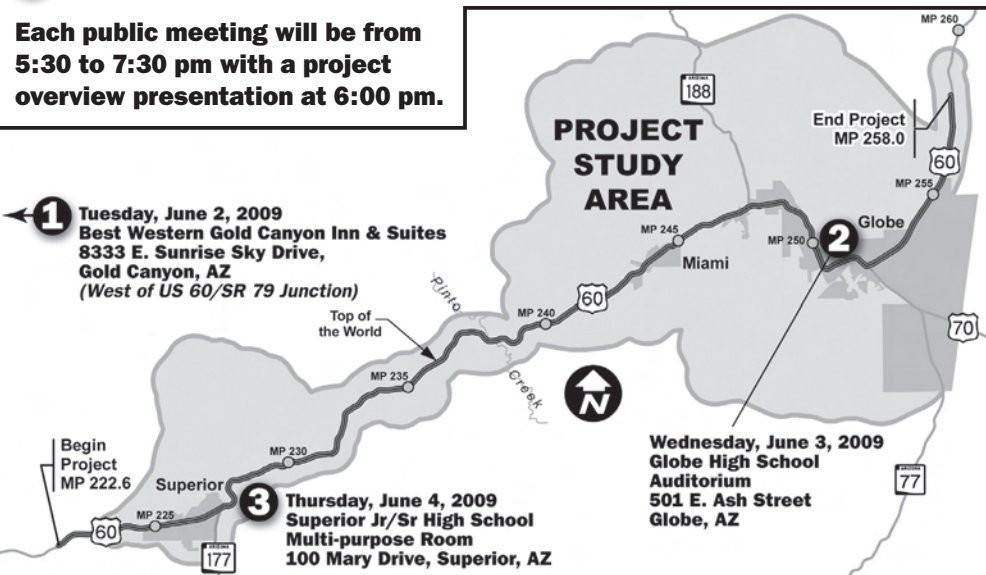 Each public meeting will be from
5:30 to 7:30 pm with a project
overview presentation at 6:00 pm.
MP 260
ARIZONA
188
PROJECT
STUDY
AREA
End Project
MP 258.0
60
MP 255
1
Tuesday, June 2, 2009
Best Western Gold Canyon Inn & Suites
8333 E. Sunrise Sky Drive,
Gold Canyon, AZ
(West of US 60/SR 79 Junction)
MP 245
Miami
MP 250
2
Globe
Pinto
Creek
Top of
the World
MP 240
60
70
MP 235
N
Begin
Project
MP 222.6
MP 230
Superior
Wednesday, June 3, 2009
Globe High School
Auditorium
501 E. Ash Street
Globe, AZ
ARIZONA
77
60
MP 225
3
Thursday, June 4, 2009
Superior Jr/Sr High School
Multi-purpose Room
100 Mary Drive, Superior, AZ
ARIZONA
177